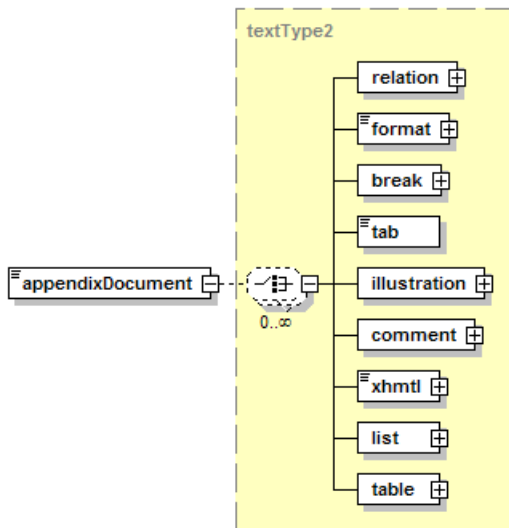 textType2
relation
format
break
tab
appendixDocument
illustration
0..∞
comment
xhmtl
list
table